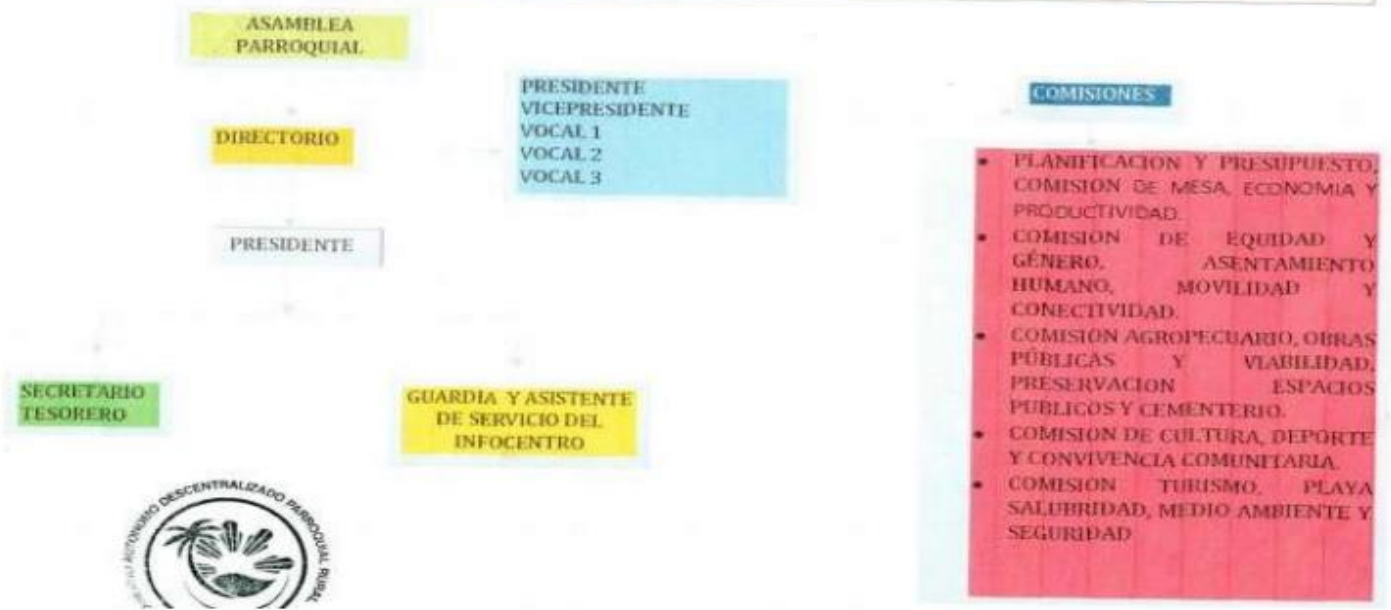 ASAMBLEA
PARROQUIAL
DIRECTORIO
PRESIDENTE
SECRETARIO
TESORERO
GUARDIA Y ASISTENTE
DE SERVICIO DEL
INFOCENTRO
PRESIDENTE
VICEPRESIDENTE
VOCAL 1
VOCAL 2
VOCAL 3
COMISIONES
• PLANIFICACION Y PRESUPUESTO,
COMISION DE MESA, ECONOMIA Y
PRODUCTIVIDAD.
• COMISION DE EQUIDAD Y
GÉNERO, ASENTAMIENTO
HUMANO, MOVILIDAD Y
CONECTIVIDAD.
• COMISION AGROPECUARIO, OBRAS
PÚBLICAS Y VIABILIDAD,
PRESERVACION ESPACIOS
PUBLICOS Y CEMENTERIO.
• COMISION DE CULTURA, DEPORTE
Y CONVIVENCIA COMUNITARIA.
• COMISION TURISMO, PLAYA
SALUBRIDAD, MEDIO AMBIENTE Y
SEGURIDAD
AUTONOMO DESCENTRALIZADO PARROQUIAL RURAL